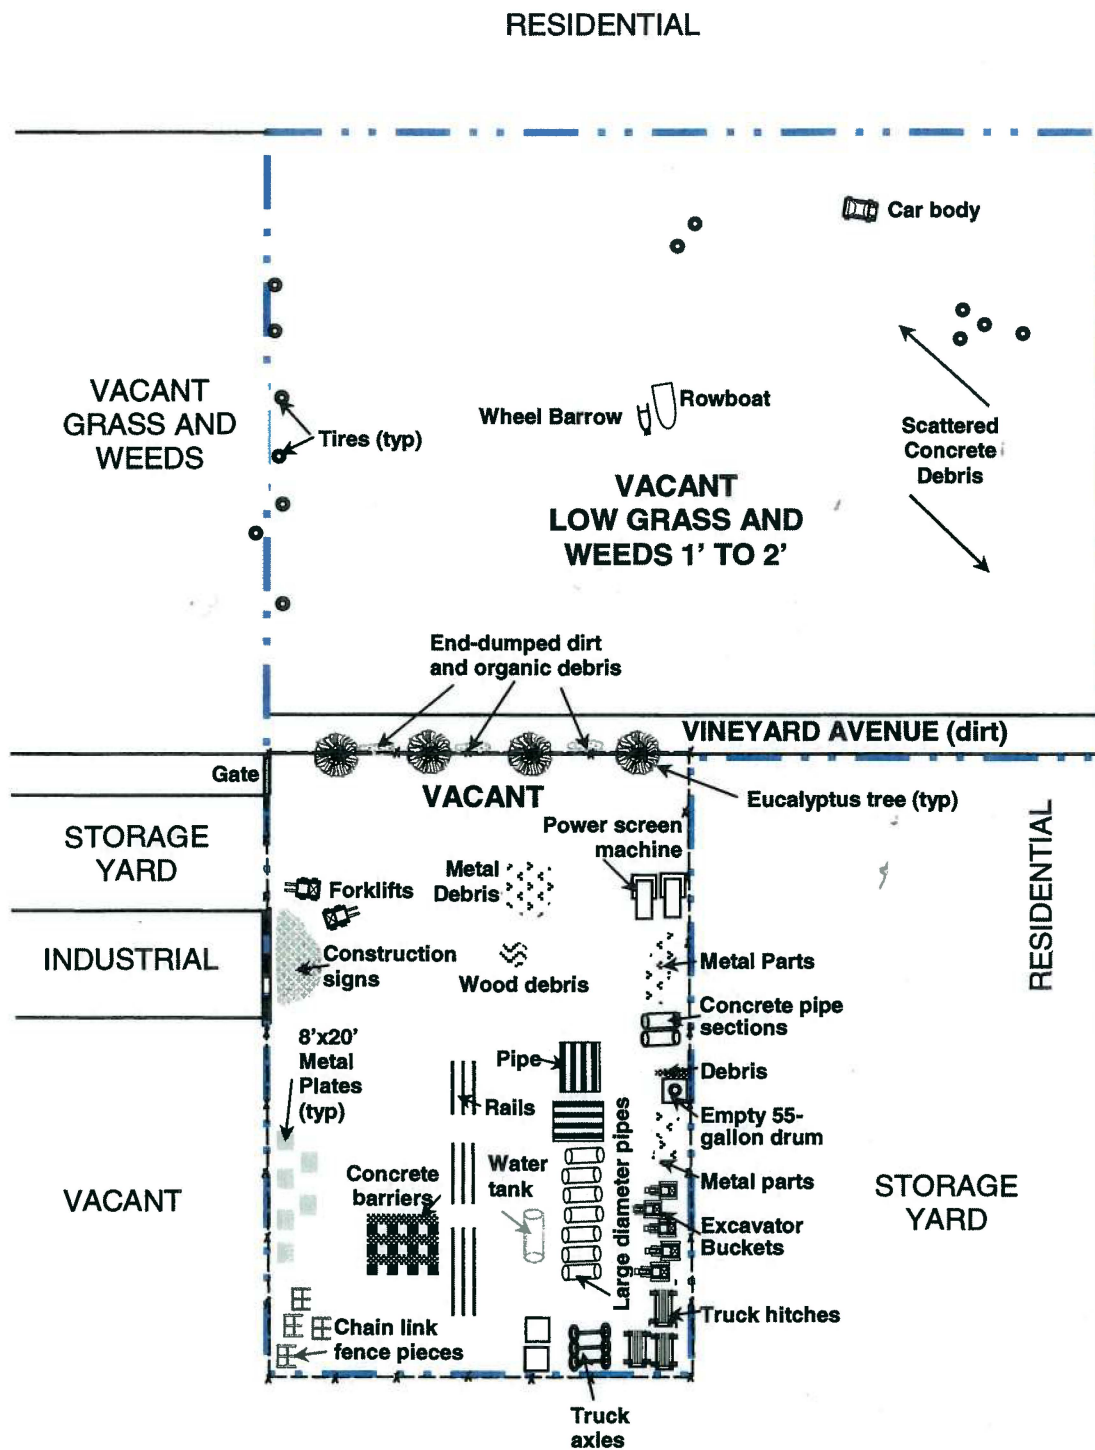 RESIDENTIAL
Car body
VACANT
GRASS AND
WEEDS
Tires (typ)
Wheel Barrow
Rowboat
Scattered
Concrete
Debris
VACANT
LOW GRASS AND
WEEDS 1' TO 2'
End-dumped dirt
and organic debris
VINEYARD AVENUE (dirt)
Gate
VACANT
Eucalyptus tree (typ)
STORAGE
YARD
Power screen
machine
RESIDENTIAL
Metal
Debris
Forklifts
INDUSTRIAL
Construction
signs
Wood debris
Metal Parts
Concrete pipe
sections
8'x20'
Metal
Plates
(typ)
Pipe
Rails
Debris
Empty 55-
gallon drum
VACANT
Concrete
barriers
Water
tank
Large diameter pipes
Metal parts
STORAGE
YARD
Excavator
Buckets
Chain link
fence pieces
Truck hitches
Truck
axles